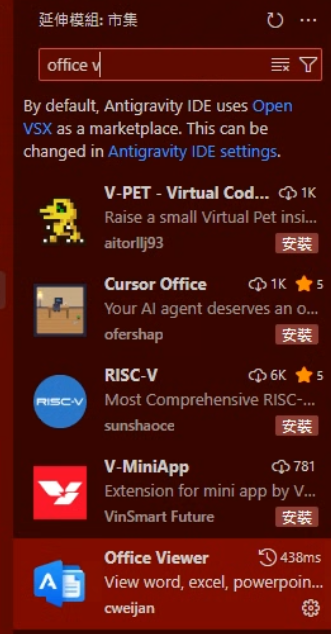 延伸模組: 市集
office v
By default, Antigravity IDE uses Open
VSX as a marketplace. This can be
changed in Antigravity IDE settings.
V-PET - Virtual Cod... 1K
Raise a small Virtual Pet insi...
aitorllj93 安裝
Cursor Office 1K 5
Your AI agent deserves an o...
ofershap 安裝
RISC-V 6K 5
RISC-V Most Comprehensive RISC-...
sunshaoce 安裝
V-MiniApp 781
Extension for mini app by V...
VinSmart Future 安裝
Office Viewer 438ms
A View word, excel, powerpoin...
cweijan